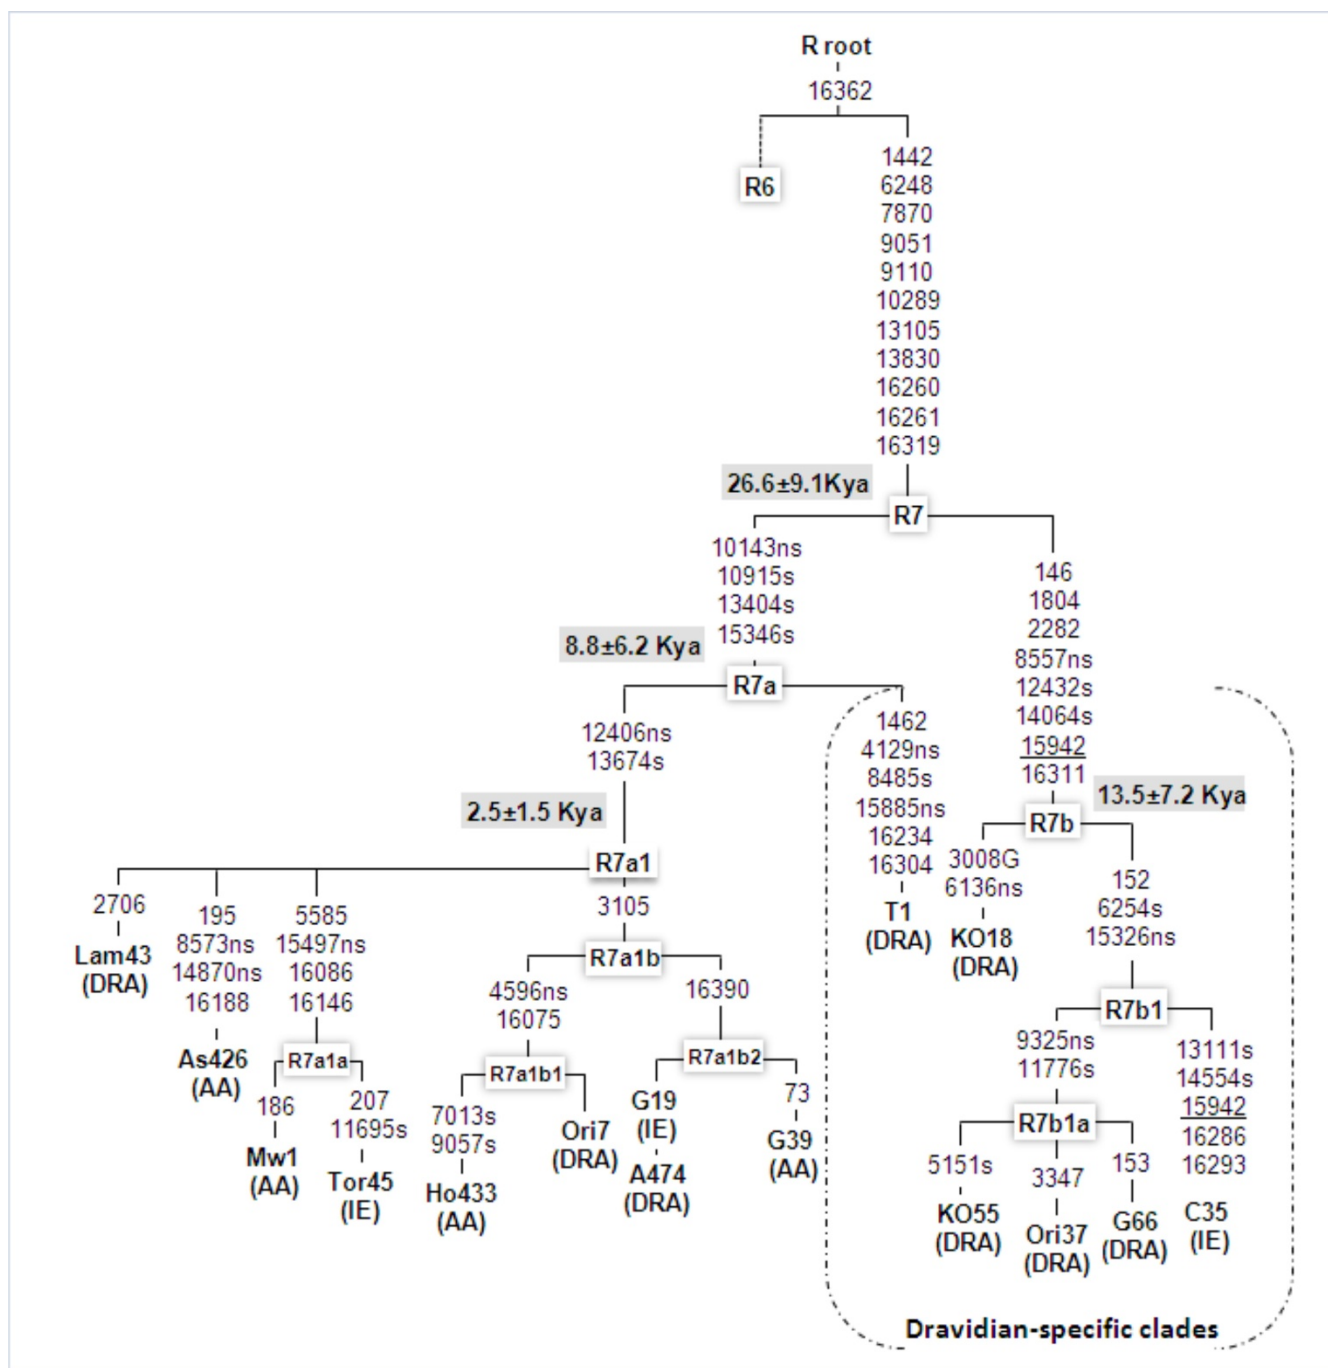 R root
16362
R6
1442
6248
7870
9051
9110
10289
13105
13830
16260
16261
16319
26.6±9.1Kya
R7
10143ns
10915s
13404s
15346s
8.8±6.2 Kya
R7a
146
1804
2282
8557ns
12432s
14064s
15942
16311
13.5±7.2 Kya
R7b
12406ns
13674s
2.5±1.5 Kya
R7a1
1462
4129ns
8485s
15885ns
16234
16304
T1
(DRA)
3008G
6136ns
KO18
(DRA)
152
6254s
15326ns
R7b1
2706
Lam43
(DRA)
195
8573ns
14870ns
16188
As426
(AA)
5585
15497ns
16086
16146
R7a1a
186
Mw1
(AA)
207
11695s
Tor45
(IE)
3105
R7a1b
4596ns
16075
R7a1b1
7013s
9057s
Ho433
(AA)
Ori7
(DRA)
16390
R7a1b2
G19
(IE)
A474
(DRA)
73
G39
(AA)
9325ns
11776s
R7b1a
5151s
KO55
(DRA)
3347
Ori37
(DRA)
153
G66
(DRA)
13111s
14554s
15942
16286
16293
C35
(IE)
Dravidian-specific clades